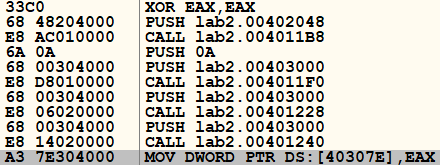 33C0 XOR EAX,EAX
68 48204000 PUSH lab2.00402048
E8 AC010000 CALL lab2.004011B8
6A 0A PUSH 0A
68 00304000 PUSH lab2.00403000
E8 D8010000 CALL lab2.004011F0
68 00304000 PUSH lab2.00403000
E8 06020000 CALL lab2.00401228
68 00304000 PUSH lab2.00403000
E8 14020000 CALL lab2.00401240
A3 7E304000 MOV DWORD PTR DS:[40307E],EAX